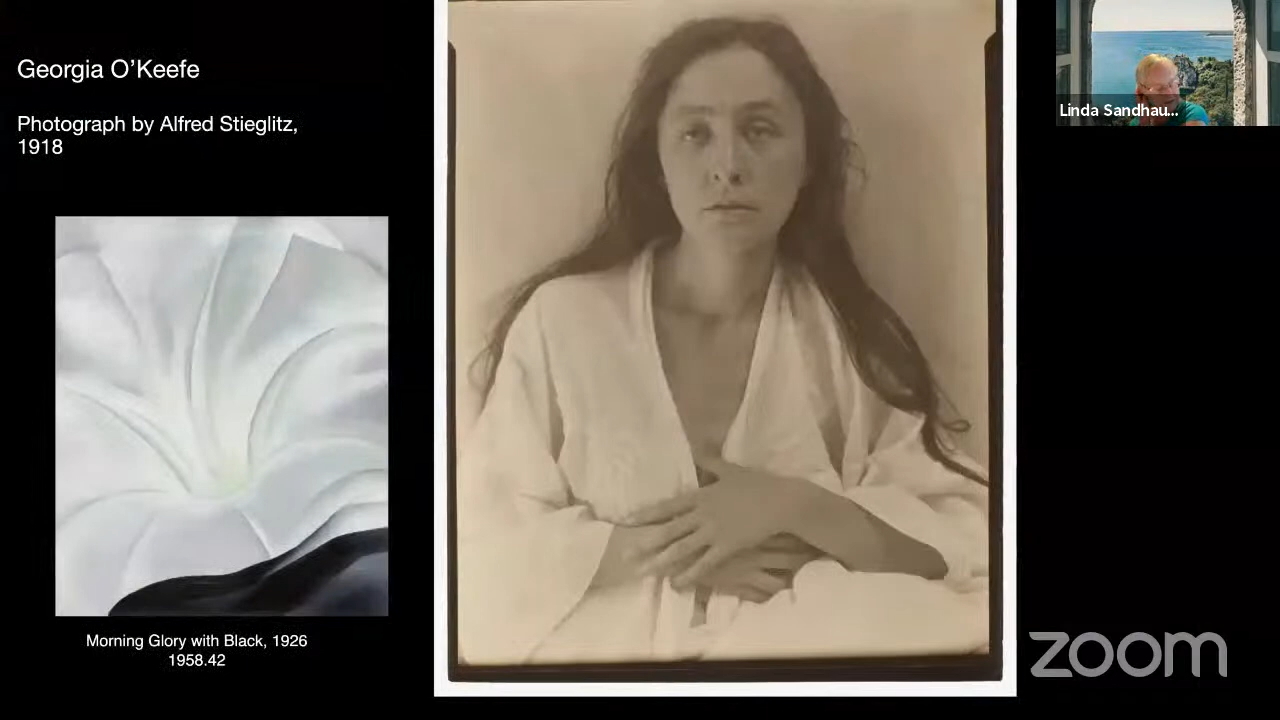 Georgia O'Keefe
Photograph by Alfred Stieglitz,
1918
Morning Glory with Black, 1926
1958.42
Linda Sandhau...
zoom